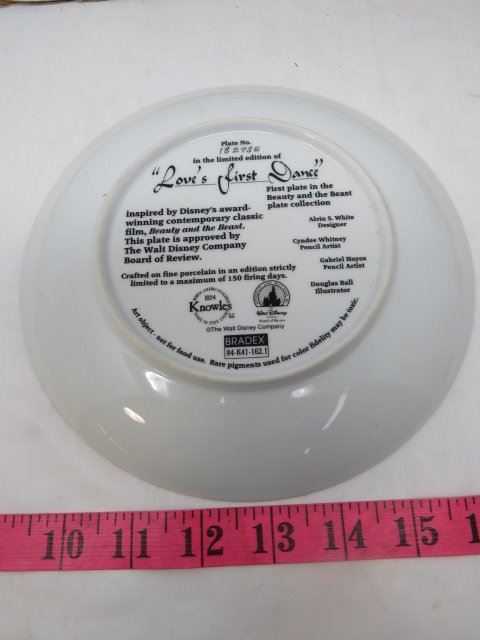 Plate No.
in the limited edition of
"Love's First Dance"
First plate in the
Beauty and the Beast
plate collection
inspired by Disney's award-
winning contemporary classic
film, Beauty and the Beast.
This plate is approved by
The Walt Disney Company
Board of Review.
Alvin S. White
Designer
Cyndee Whitney
Pencil Artist
Gabriel Hoyos
Pencil Artist
Douglas Ball
Illustrator
Crafted on fine porcelain in an edition strictly
limited to a maximum of 150 firing days.
1854
Knowles
Walt Disney
Board of Review
©The Walt Disney Company
BRADEX
84-K41-162.1
Art object - not for food use. Rare pigments used for color fidelity may be toxic.
10 11 12 13 14 15